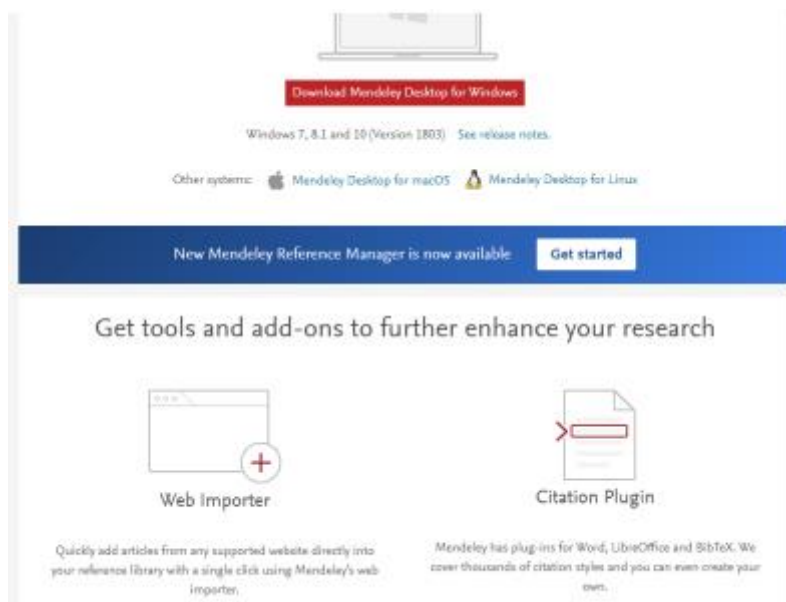 Download Mendeley Desktop for Windows
Windows 7, 8.1 and 10 (Version 1803) See release notes.
Other systems: Mendeley Desktop for macOS Mendeley Desktop for Linux
New Mendeley Reference Manager is now available Get started
Get tools and add-ons to further enhance your research
Web Importer
Quickly add articles from any supported website directly into
your reference library with a single click using Mendeley's web
importer.
Citation Plugin
Mendeley has plug-ins for Word, LibreOffice and BibTeX. We
cover thousands of citation styles and you can even create your
own.